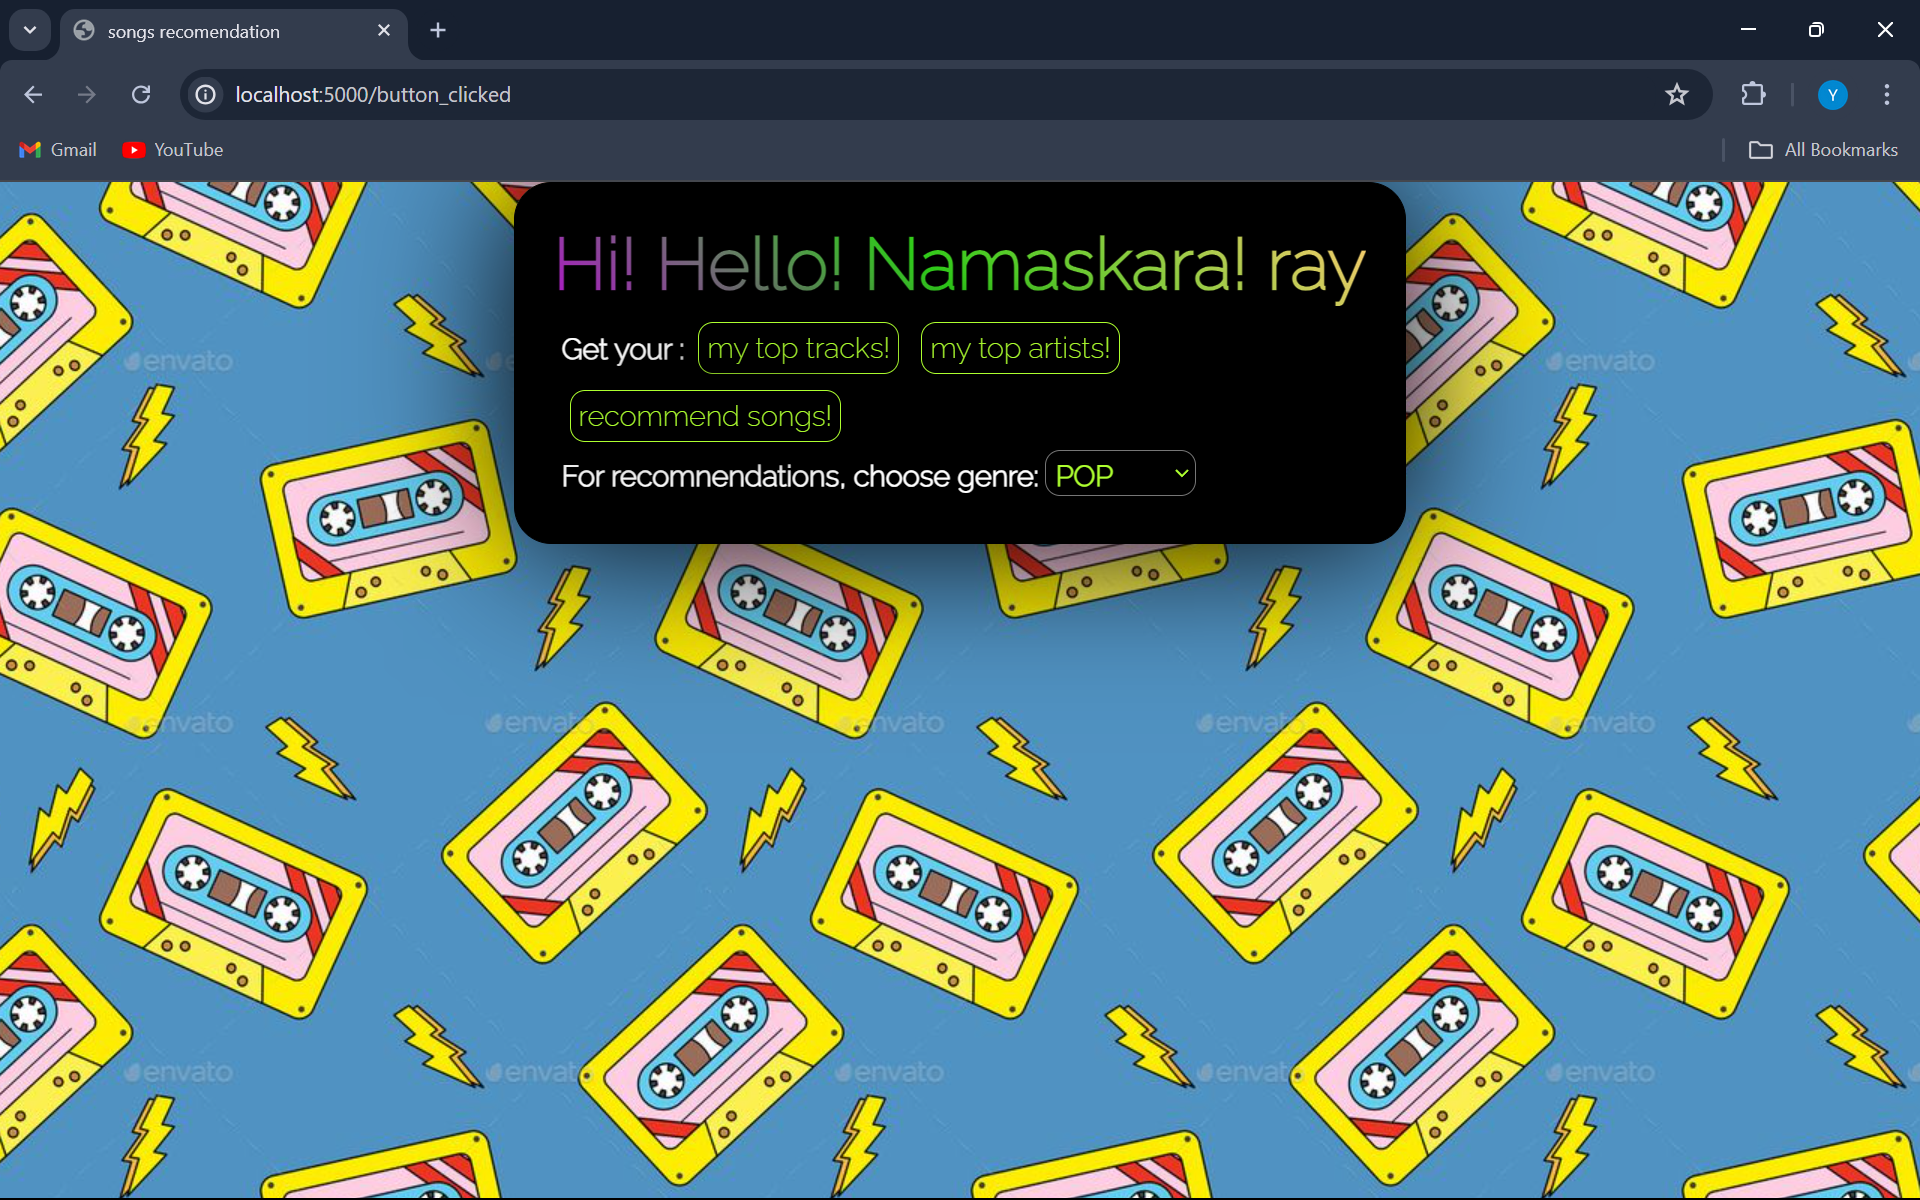 songs recomendation
localhost:5000/button_clicked
Y
Gmail YouTube All Bookmarks
Hi! Hello! Namaskara! ray
Get your : my top tracks! my top artists!
recommend songs!
For recomnendations, choose genre: POP
envato envato
envato envato envato envato envato
envato envato envato envato envato